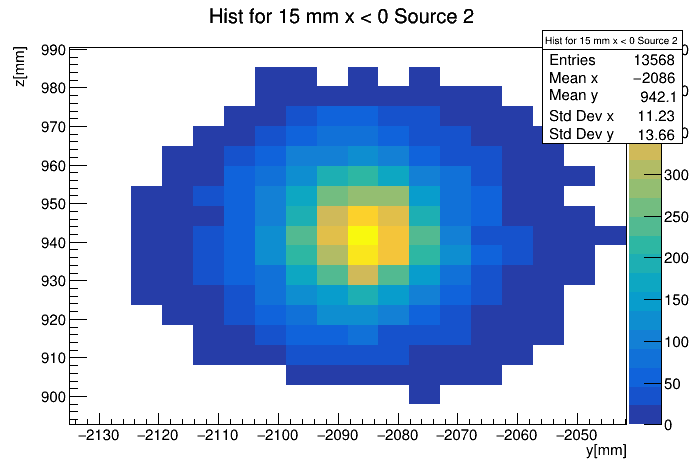 Hist for 15 mm x < 0 Source 2
z[mm]
990
980
970
960
950
940
930
920
910
900
−2130 −2120 −2110 −2100 −2090 −2080 −2070 −2060 −2050
y[mm]
Hist for 15 mm x < 0 Source 2
Entries 13568
Mean x −2086
Mean y 942.1
Std Dev x 11.23
Std Dev y 13.66
300
250
200
150
100
50
0